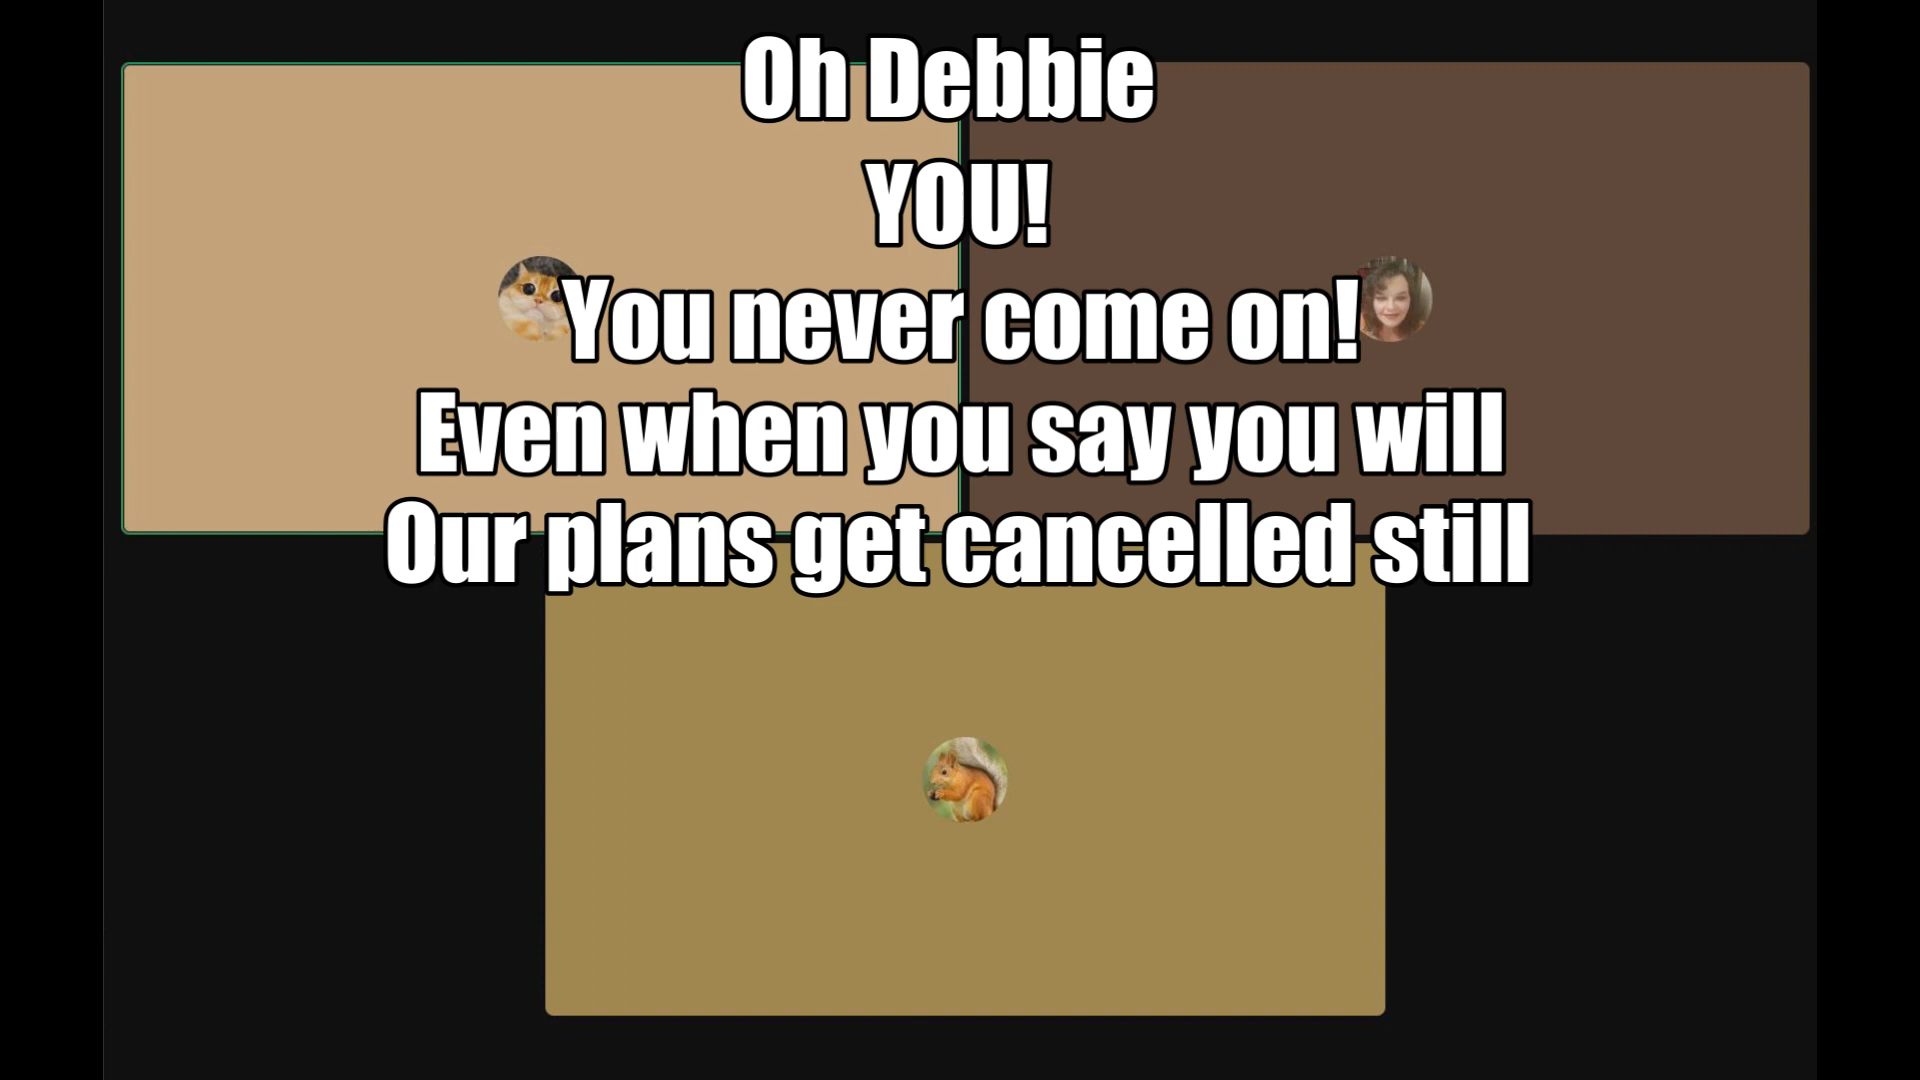 Oh Debbie
YOU!
You never come on!
Even when you say you will
Our plans get cancelled still